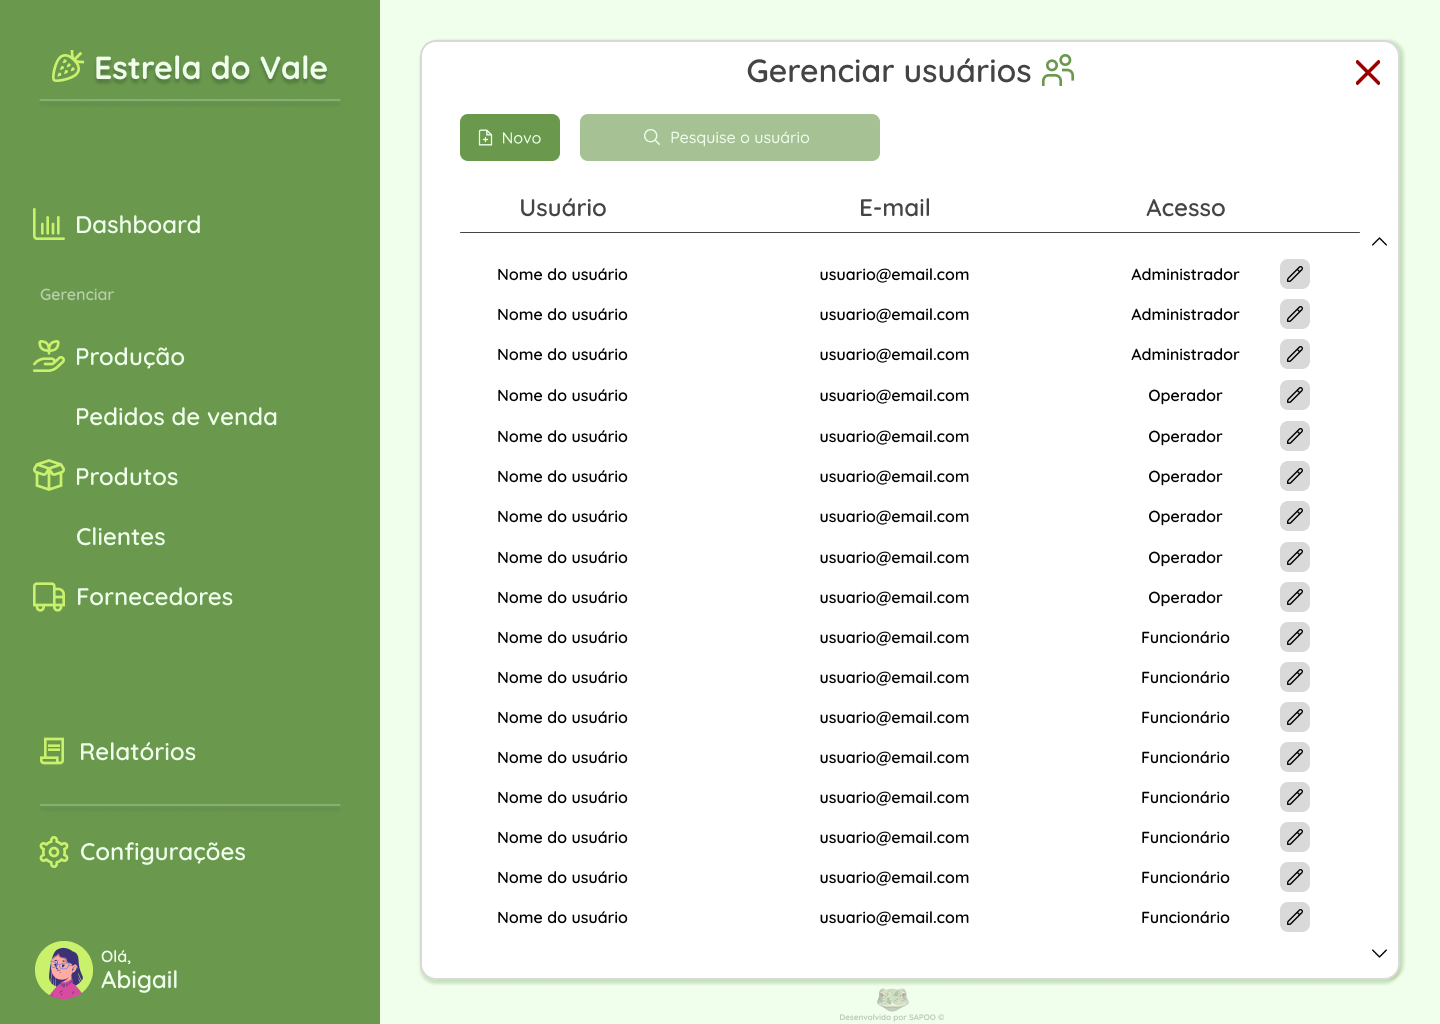 Estrela do Vale
Dashboard
Gerenciar
Produção
Pedidos de venda
Produtos
Clientes
Fornecedores
Relatórios
Configurações
Olá,
Abigail
Gerenciar usuários
Novo
Pesquise o usuário
Usuário E-mail Acesso
Nome do usuário usuario@email.com Administrador
Nome do usuário usuario@email.com Administrador
Nome do usuário usuario@email.com Administrador
Nome do usuário usuario@email.com Operador
Nome do usuário usuario@email.com Operador
Nome do usuário usuario@email.com Operador
Nome do usuário usuario@email.com Operador
Nome do usuário usuario@email.com Operador
Nome do usuário usuario@email.com Operador
Nome do usuário usuario@email.com Funcionário
Nome do usuário usuario@email.com Funcionário
Nome do usuário usuario@email.com Funcionário
Nome do usuário usuario@email.com Funcionário
Nome do usuário usuario@email.com Funcionário
Nome do usuário usuario@email.com Funcionário
Nome do usuário usuario@email.com Funcionário
Nome do usuário usuario@email.com Funcionário
Desenvolvido por SAPOO ©